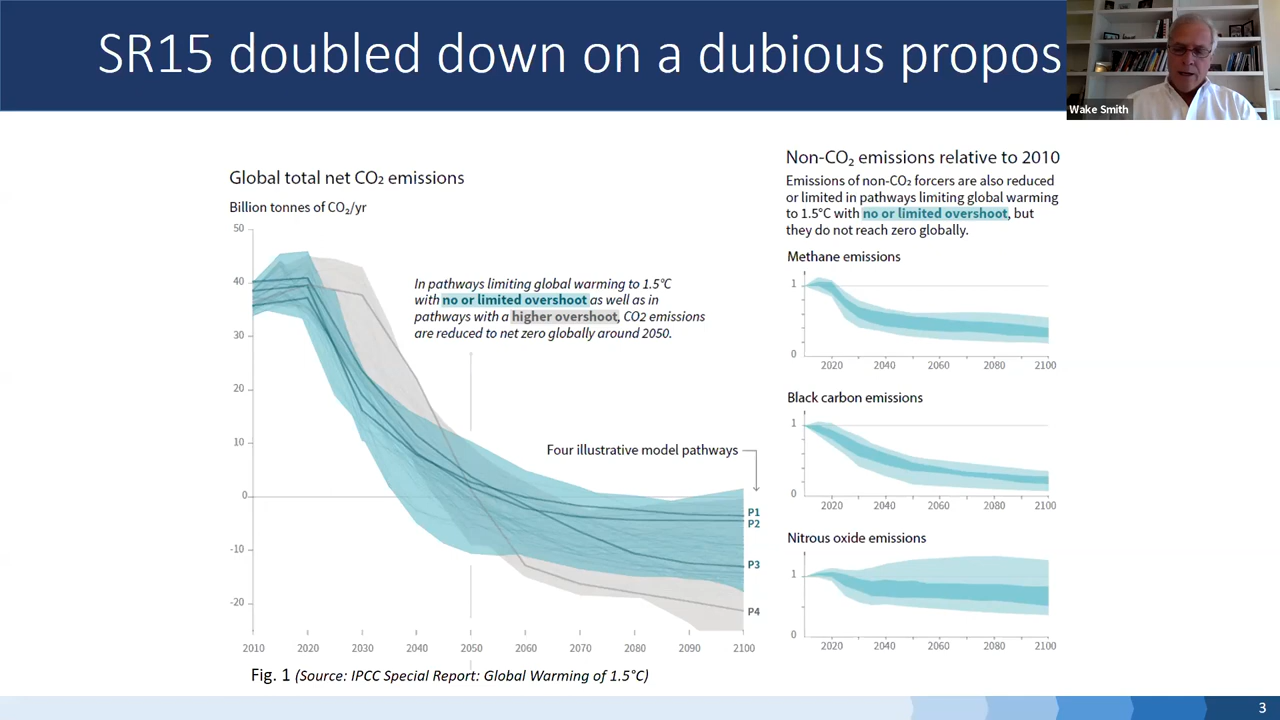 SR15 doubled down on a dubious propos
Wake Smith
Global total net CO₂ emissions
Billion tonnes of CO₂/yr
50
40
30
20
10
0
-10
-20
2010 2020 2030 2040 2050 2060 2070 2080 2090 2100
In pathways limiting global warming to 1.5°C
with no or limited overshoot as well as in
pathways with a higher overshoot, CO2 emissions
are reduced to net zero globally around 2050.
Four illustrative model pathways
P1
P2
P3
P4
Fig. 1 (Source: IPCC Special Report: Global Warming of 1.5°C)
Non-CO₂ emissions relative to 2010
Emissions of non-CO₂ forcers are also reduced
or limited in pathways limiting global warming
to 1.5°C with no or limited overshoot, but
they do not reach zero globally.
Methane emissions
1
0
2020 2040 2060 2080 2100
Black carbon emissions
1
0
2020 2040 2060 2080 2100
Nitrous oxide emissions
1
0
2020 2040 2060 2080 2100
3